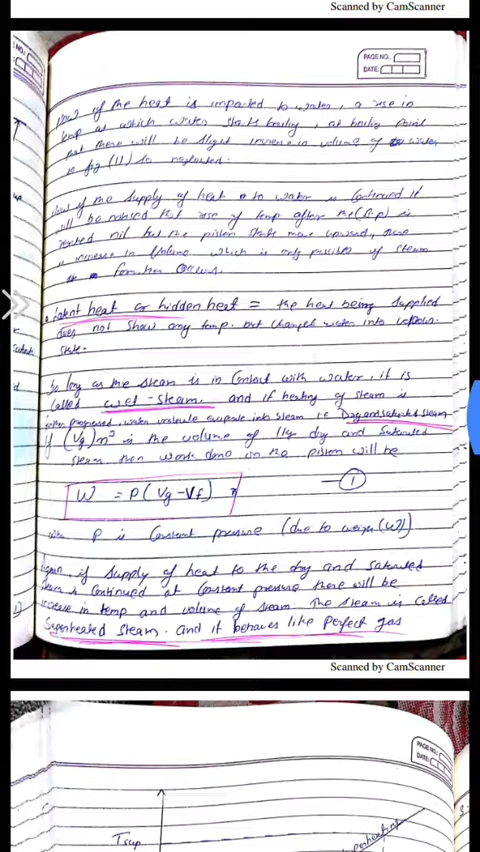 Scanned by CamScanner
PAGE NO.
DATE:
of the heat is imparted to water, a rise in
temp at which water starts boiling, at boiling point
there will be slight increase in volume of water
in fig (11) so neglected.
of the supply of heat to water is continued it
will be noticed that rise of temp after the (B.P) is
nil but the piston starts move upward, there
is increase in volume which is only possible if steam
formation occurs.
Latent heat or hidden heat = the heat being supplied
does not show any temp. but changes water into
state.
So long as the steam is in contact with water, it is
called wet-steam. and if heating of steam is
further progressed, water molecule evaporate into steam i.e Dry and saturated steam
if (Vg) m³ is the volume of 1kg dry and saturated
steam then work done on the piston will be
W = P(Vg-Vf) — 1
P is constant pressure (due to weight (W))
Again, if supply of heat to the dry and saturated
steam is continued at constant pressure there will be
increase in temp and volume of steam. The steam is called
Superheated steam. and it behaves like perfect gas
Scanned by CamScanner
PAGE NO.
DATE:
Tsup